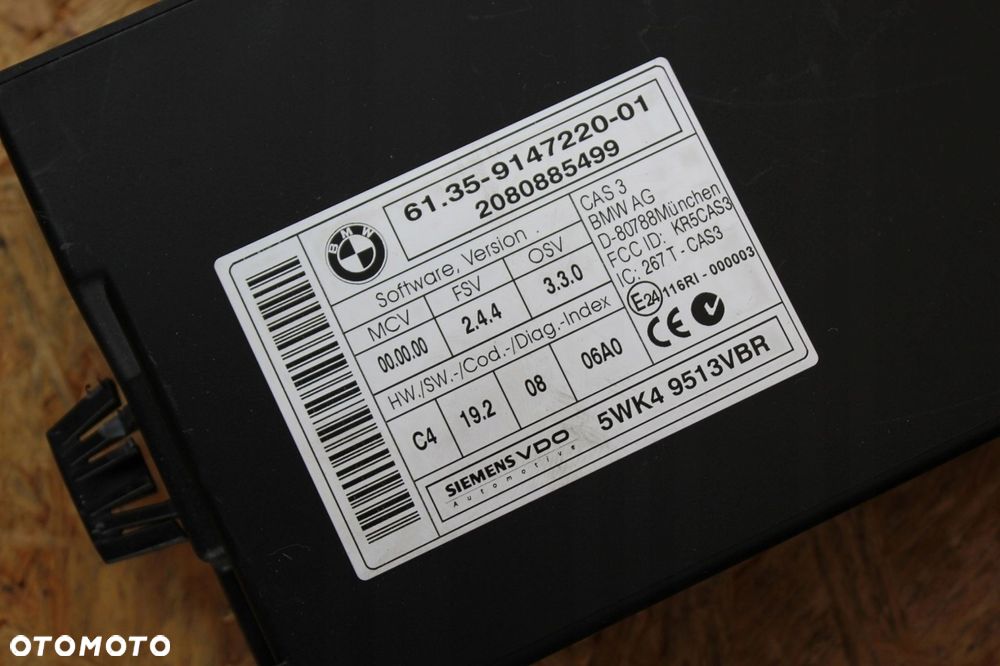 61.35-9147220-01
2080885499
BMW
Software, Version
MCV FSV OSV
00.00.00 2.4.4 3.3.0
HW./SW.-/Cod.-/Diag.-Index
C4 19.2 08 06A0
CAS 3
BMW AG
D-80788München
FCC ID: KR5CAS3
IC: 267 T - CAS3
E24 116RI - 000003
CE
SIEMENS VDO
Automotive
5WK4 9513VBR
OTOMOTO